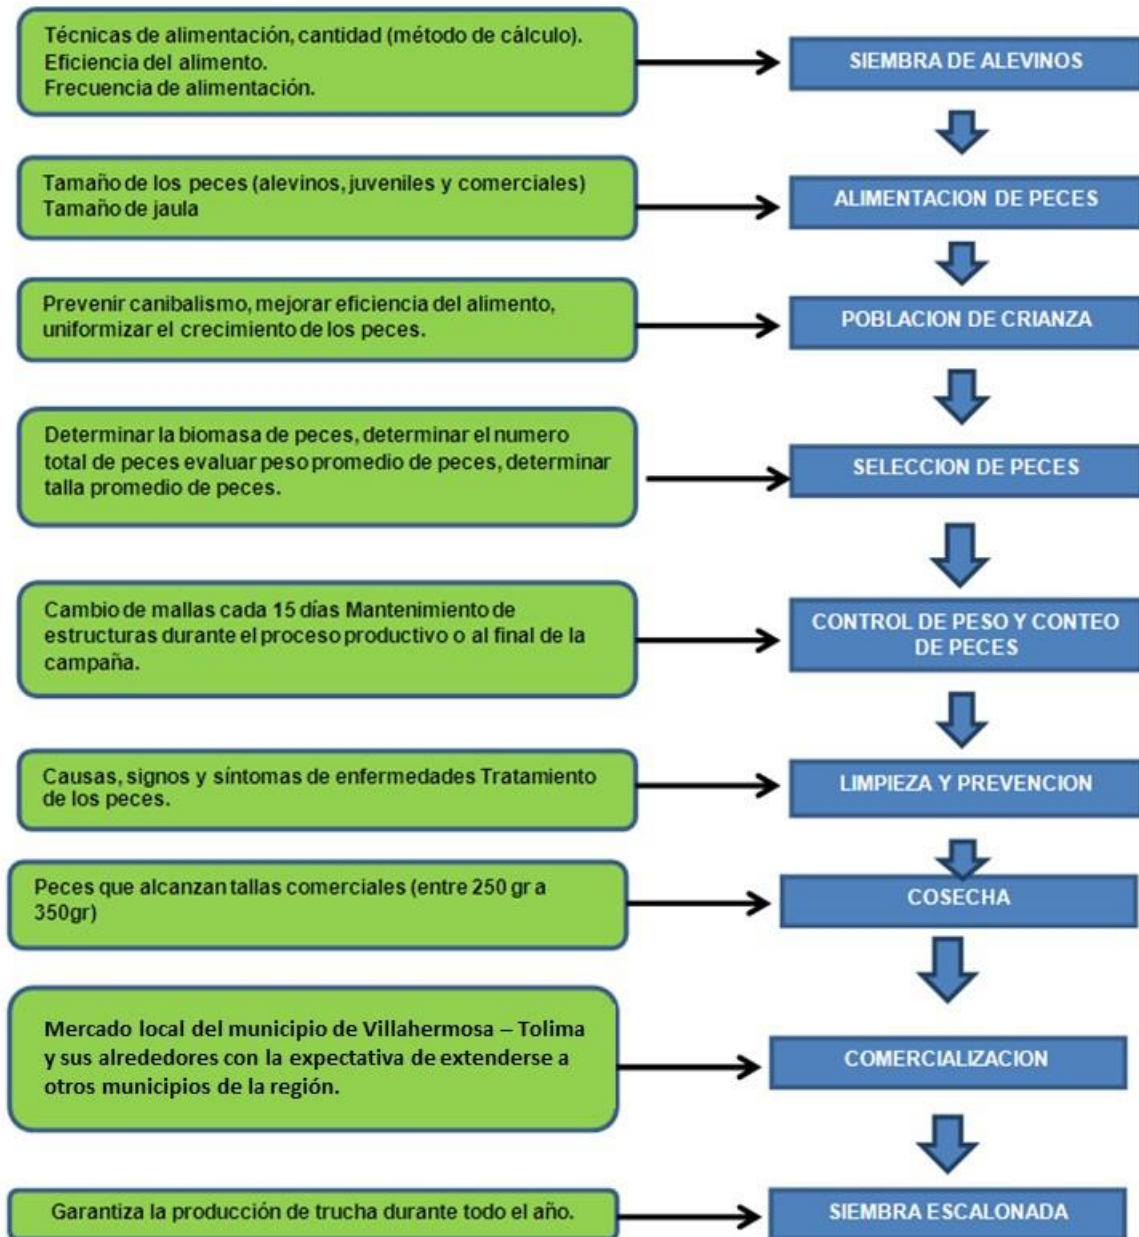 Técnicas de alimentación, cantidad (método de cálculo).
Eficiencia del alimento.
Frecuencia de alimentación.
SIEMBRA DE ALEVINOS
Tamaño de los peces (alevinos, juveniles y comerciales)
Tamaño de jaula
ALIMENTACION DE PECES
Prevenir canibalismo, mejorar eficiencia del alimento,
uniformizar el crecimiento de los peces.
POBLACION DE CRIANZA
Determinar la biomasa de peces, determinar el numero
total de peces evaluar peso promedio de peces, determinar
talla promedio de peces.
SELECCION DE PECES
Cambio de mallas cada 15 días Mantenimiento de
estructuras durante el proceso productivo o al final de la
campaña.
CONTROL DE PESO Y CONTEO
DE PECES
Causas, signos y síntomas de enfermedades Tratamiento
de los peces.
LIMPIEZA Y PREVENCION
Peces que alcanzan tallas comerciales (entre 250 gr a
350gr)
COSECHA
Mercado local del municipio de Villahermosa – Tolima
y sus alrededores con la expectativa de extenderse a
otros municipios de la región.
COMERCIALIZACION
Garantiza la producción de trucha durante todo el año.
SIEMBRA ESCALONADA